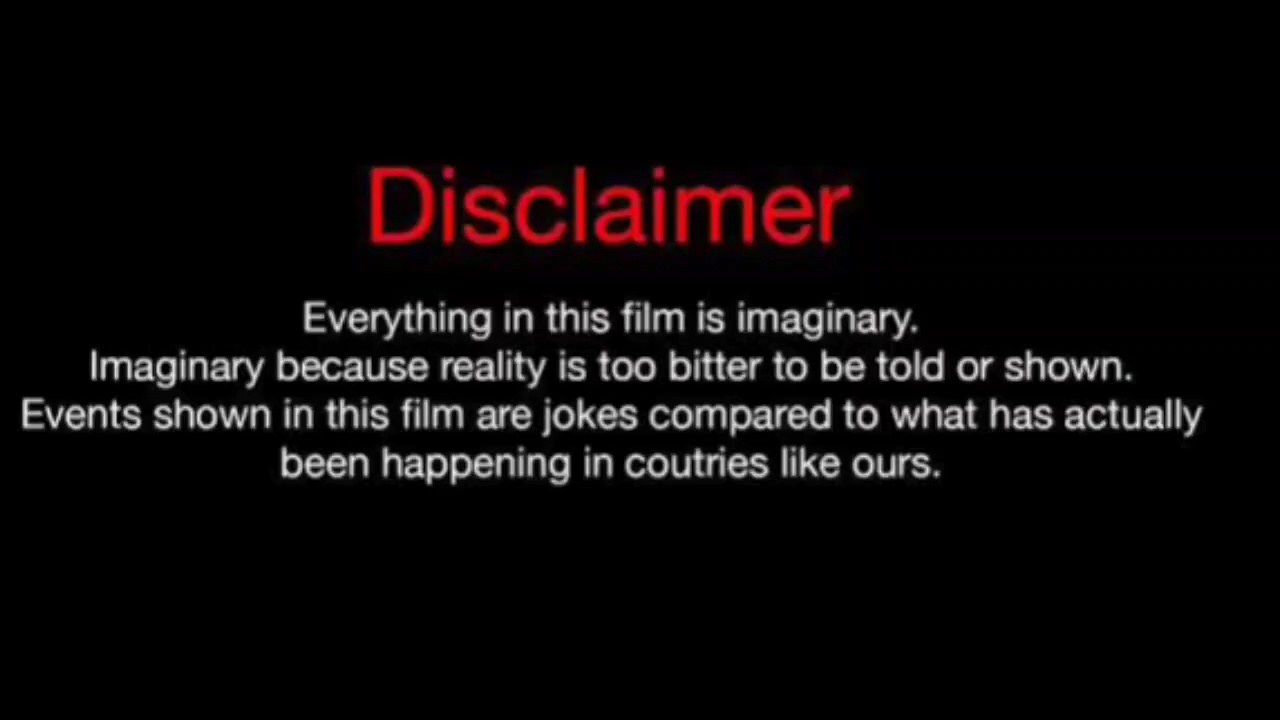 Disclaimer
Everything in this film is imaginary.
Imaginary because reality is too bitter to be told or shown.
Events shown in this film are jokes compared to what has actually
been happening in coutries like ours.